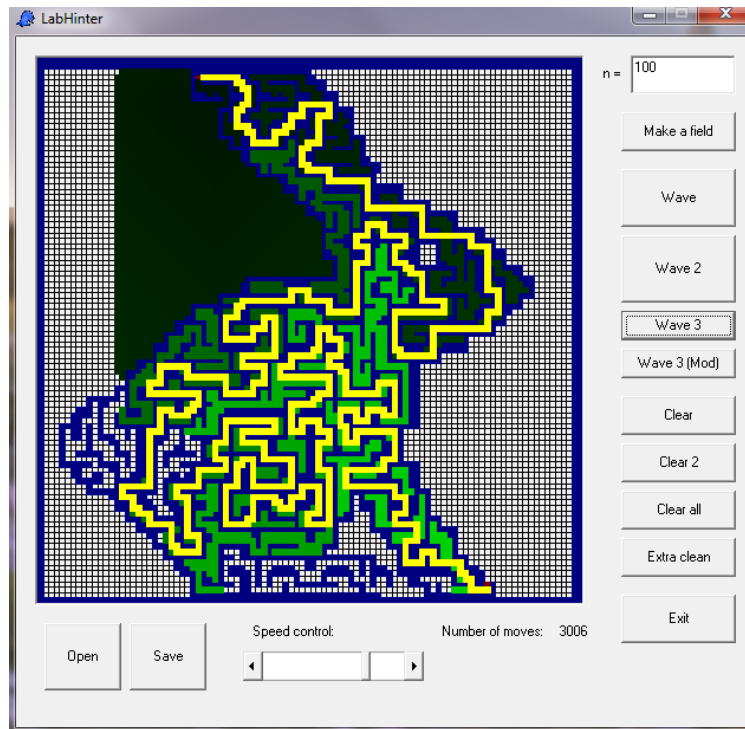 LabHinter
n =
100
Make a field
Wave
Wave 2
Wave 3
Wave 3 (Mod)
Clear
Clear 2
Clear all
Extra clean
Exit
Open
Save
Speed control:
Number of moves: 3006